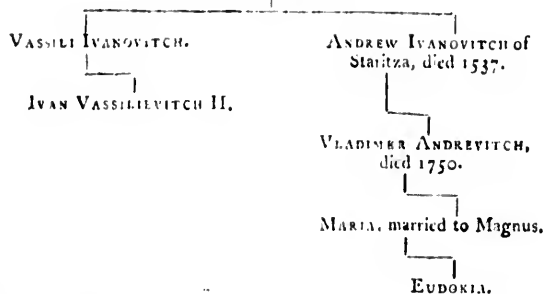 VASSILI IVANOVITCH.
ANDREW IVANOVITCH of
Staritza, died 1537.
IVAN VASSILIEVITCH II.
VLADIMER ANDREVITCH,
died 1750.
MARIA, married to Magnus.
EUDOKIA.